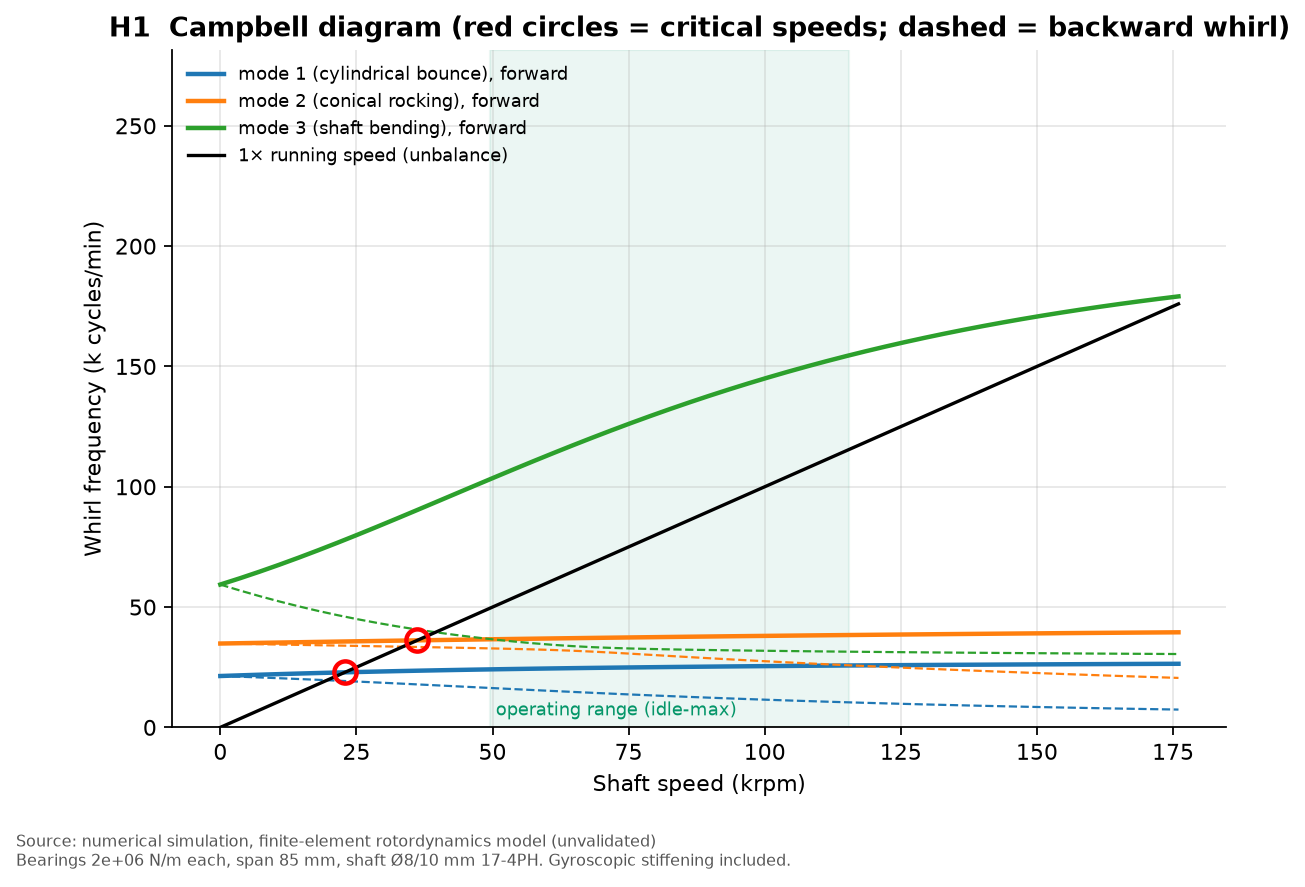 H1  Campbell diagram (red circles = critical speeds; dashed = backward whirl)
mode 1 (cylindrical bounce), forward
mode 2 (conical rocking), forward
mode 3 (shaft bending), forward
1× running speed (unbalance)
250
200
150
100
50
0
Whirl frequency (k cycles/min)
operating range (idle-max)
0 25 50 75 100 125 150 175
Shaft speed (krpm)
Source: numerical simulation, finite-element rotordynamics model (unvalidated)
Bearings 2e+06 N/m each, span 85 mm, shaft Ø8/10 mm 17-4PH. Gyroscopic stiffening included.